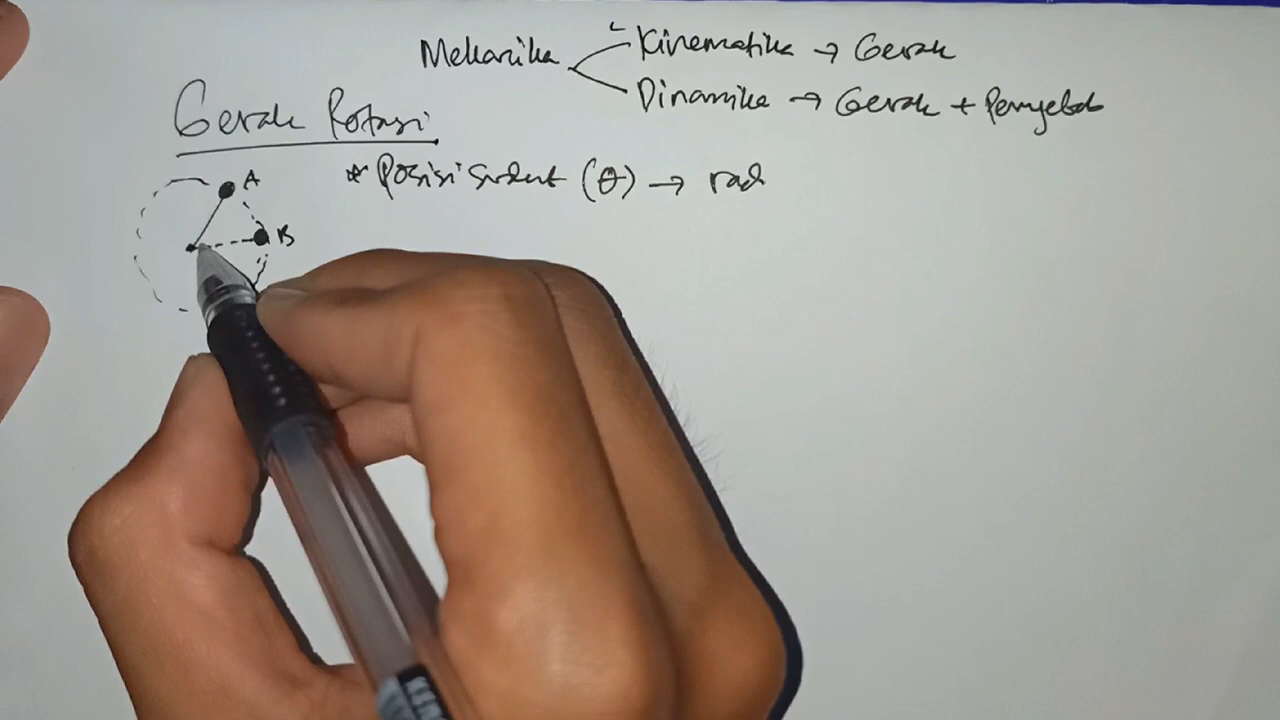 Mekanika Kinematika → Gerak
Dinamika → Gerak + Penyebab
Gerak Rotasi
* Posisi Sudut (θ) → rad
A
B